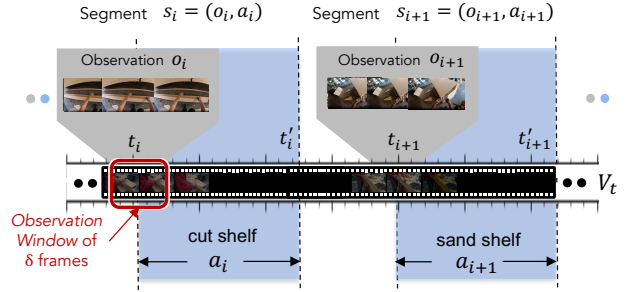 Segment s_i = (o_i, a_i)
Segment s_{i+1} = (o_{i+1}, a_{i+1})
Observation o_i
Observation o_{i+1}
t_i
t'_i
t_{i+1}
t'_{i+1}
V_t
Observation
Window of
δ frames
cut shelf
a_i
sand shelf
a_{i+1}